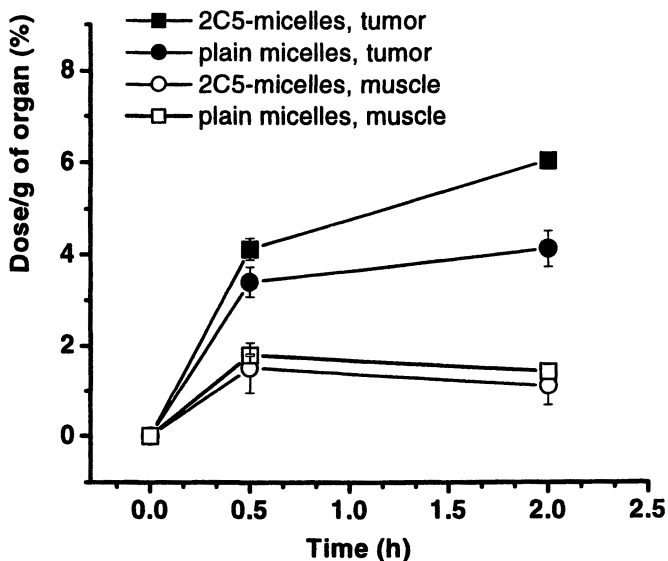 2C5-micelles, tumor
plain micelles, tumor
2C5-micelles, muscle
plain micelles, muscle
Dose/g of organ (%)
8
6
4
2
0
0.0 0.5 1.0 1.5 2.0 2.5
Time (h)